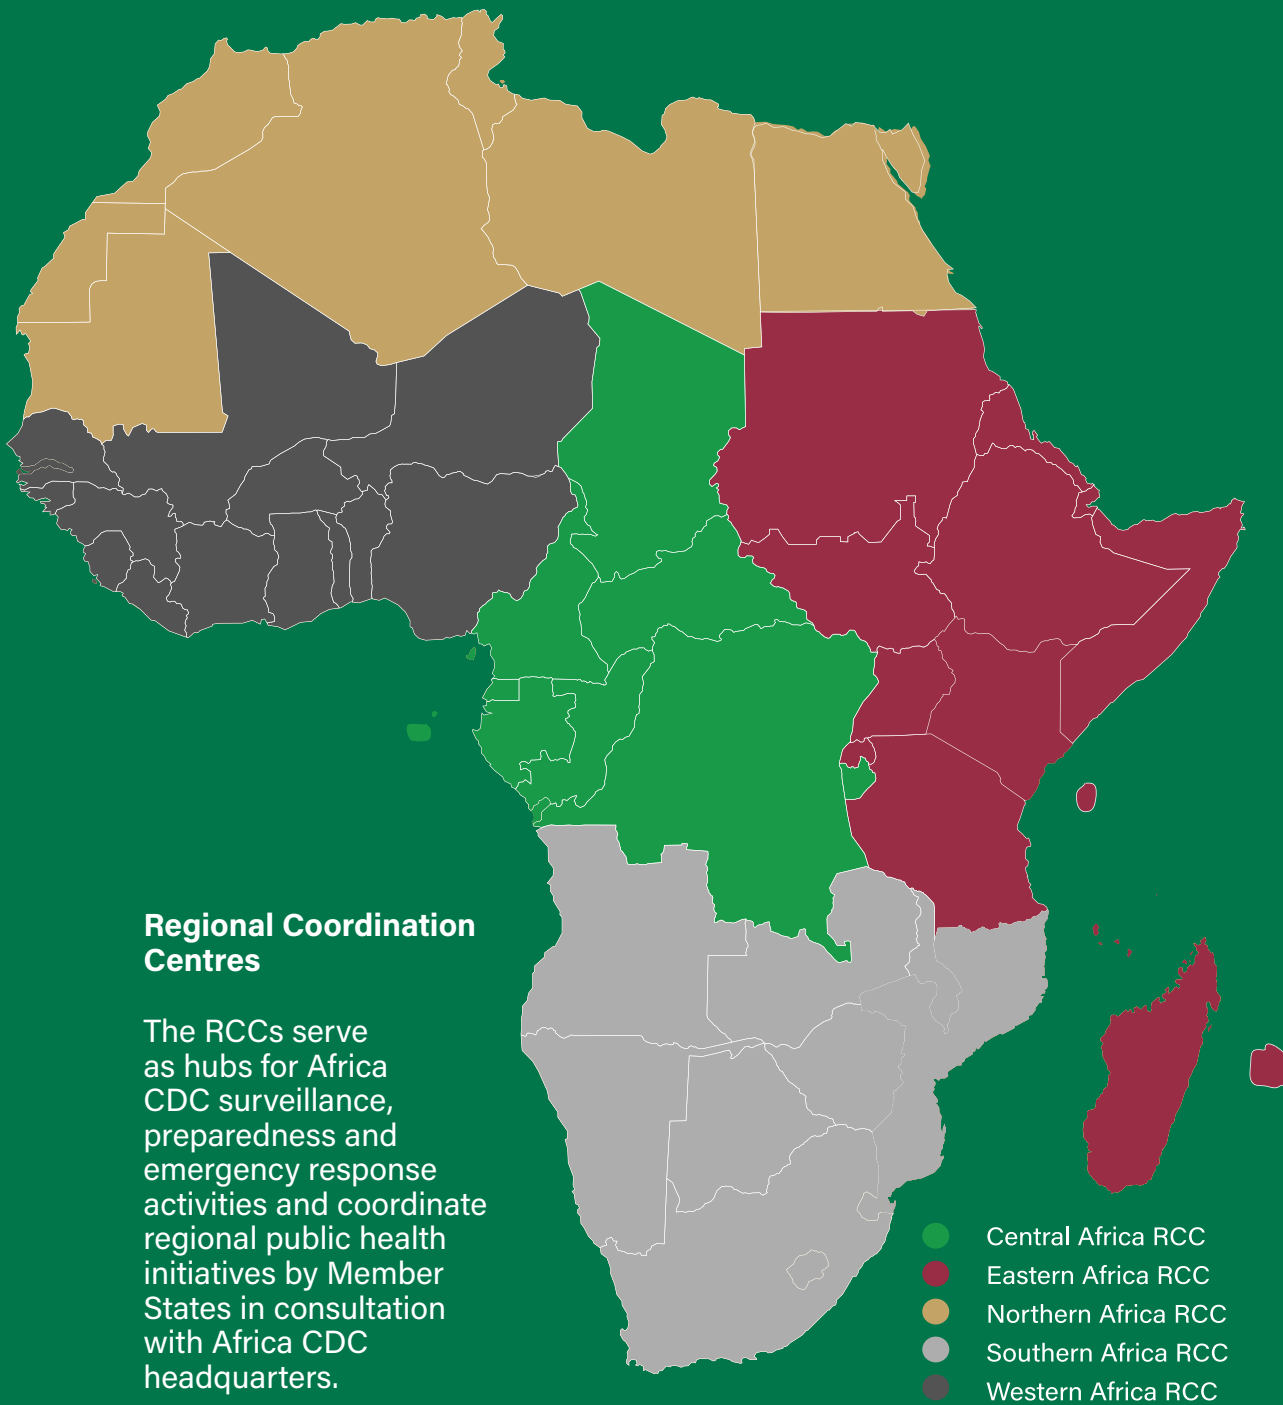 Regional Coordination
Centres
The RCCs serve
as hubs for Africa
CDC surveillance,
preparedness and
emergency response
activities and coordinate
regional public health
initiatives by Member
States in consultation
with Africa CDC
headquarters.
Central Africa RCC
Eastern Africa RCC
Northern Africa RCC
Southern Africa RCC
Western Africa RCC